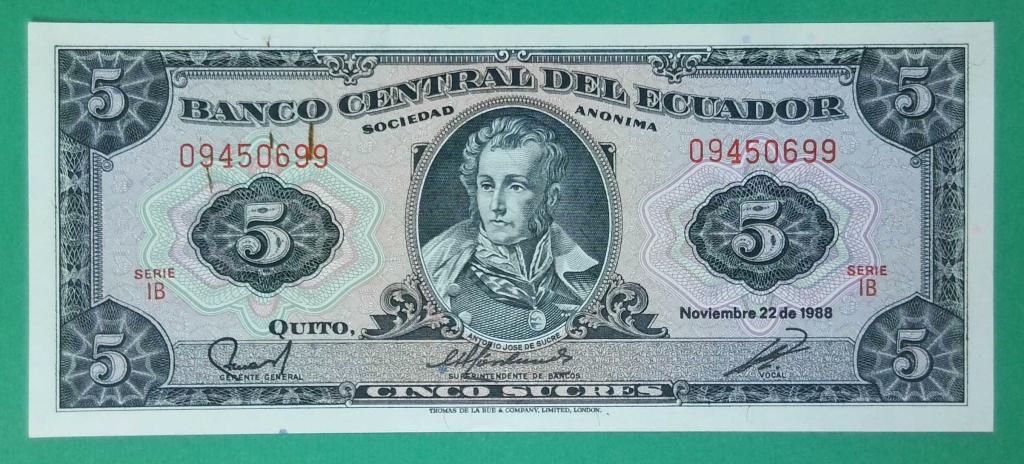 5 5
BANCO CENTRAL DEL ECUADOR
SOCIEDAD ANONIMA
09450699 09450699
5 5
SERIE IB SERIE IB
QUITO, Noviembre 22 de 1988
ANTONIO JOSE DE SUCRE
GERENTE GENERAL SUPERINTENDENTE DE BANCOS VOCAL
5 5
CINCO SUCRES
THOMAS DE LA RUE & COMPANY, LIMITED, LONDON.